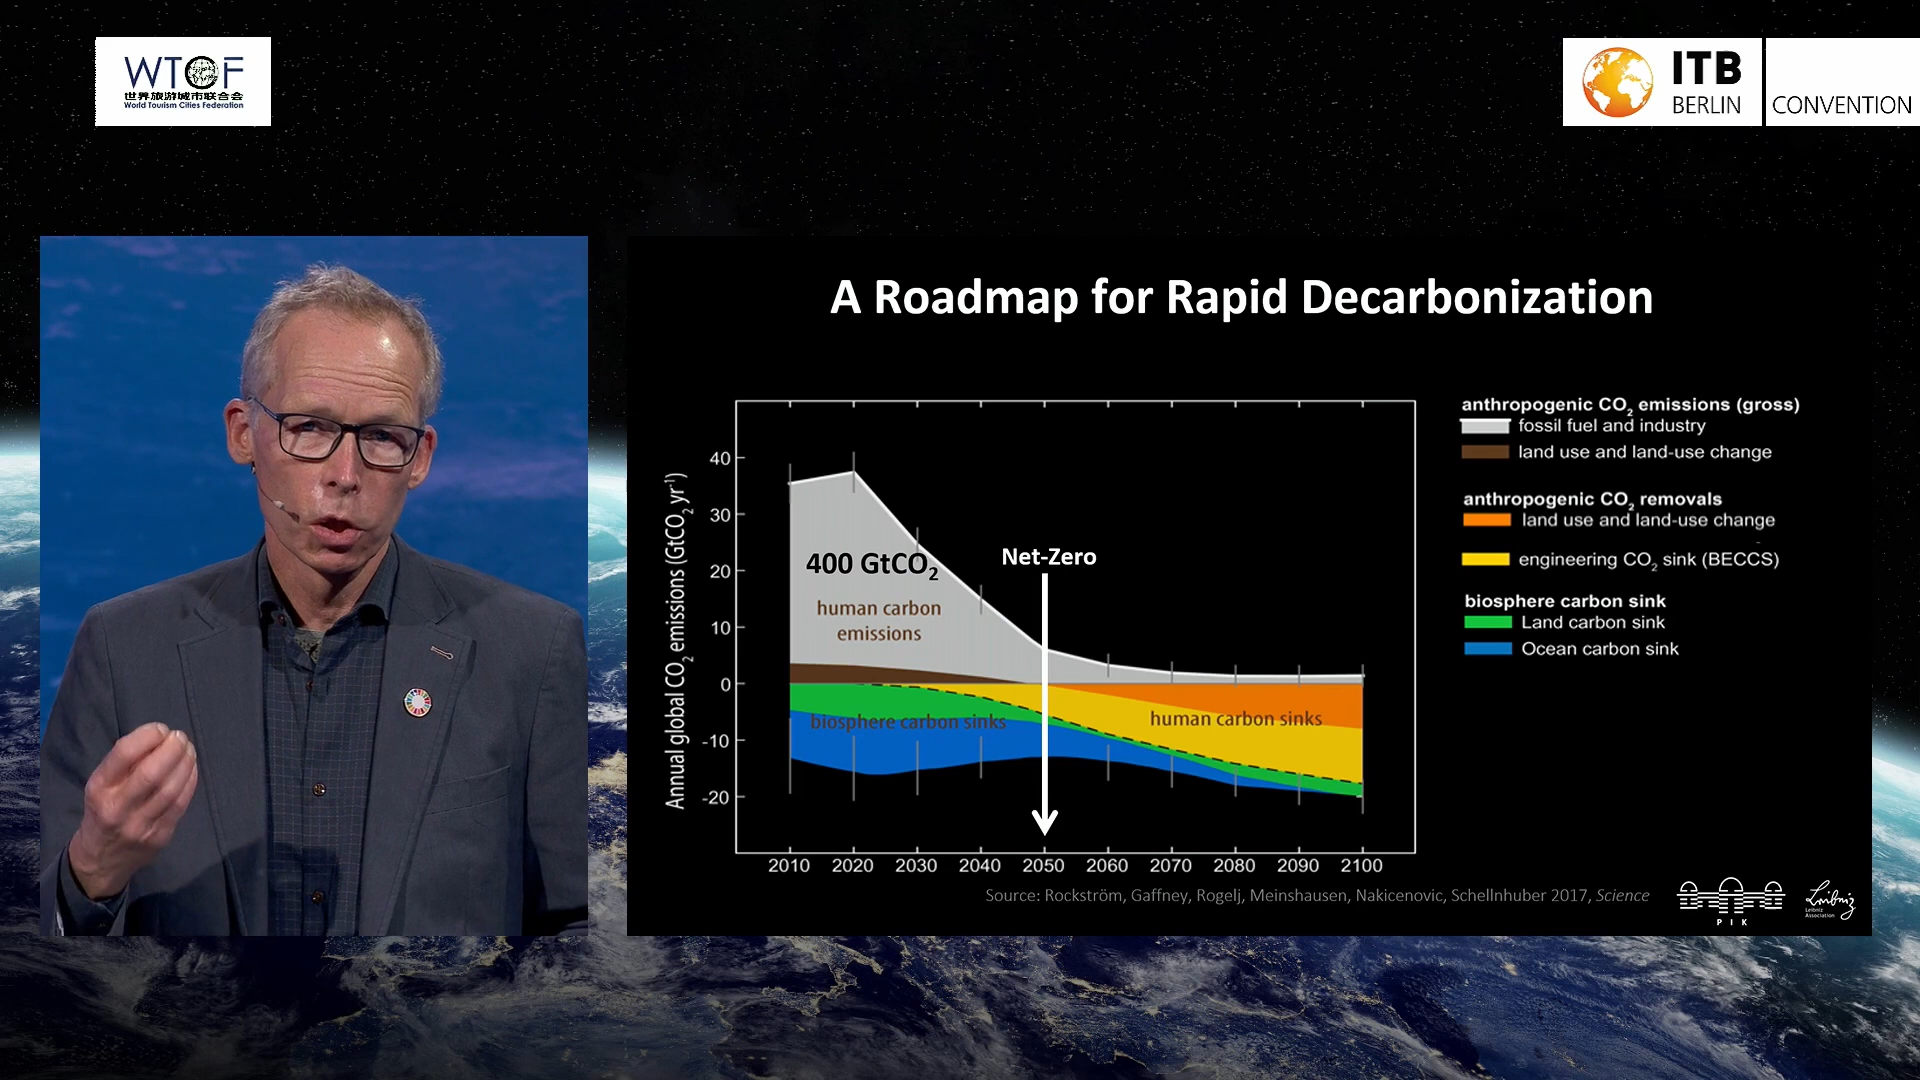 WTCF
世界旅游城市联合会
World Tourism Cities Federation
ITB
BERLIN
CONVENTION
A Roadmap for Rapid Decarbonization
Annual global CO2 emissions (GtCO2 yr-1)
40
30
20
10
0
-10
-20
400 GtCO2
human carbon
emissions
Net-Zero
biosphere carbon sinks
human carbon sinks
2010 2020 2030 2040 2050 2060 2070 2080 2090 2100
anthropogenic CO2 emissions (gross)
fossil fuel and industry
land use and land-use change
anthropogenic CO2 removals
land use and land-use change
engineering CO2 sink (BECCS)
biosphere carbon sink
Land carbon sink
Ocean carbon sink
Source: Rockström, Gaffney, Rogelj, Meinshausen, Nakicenovic, Schellnhuber 2017, Science
P I K
Leibniz
Leibniz
Association